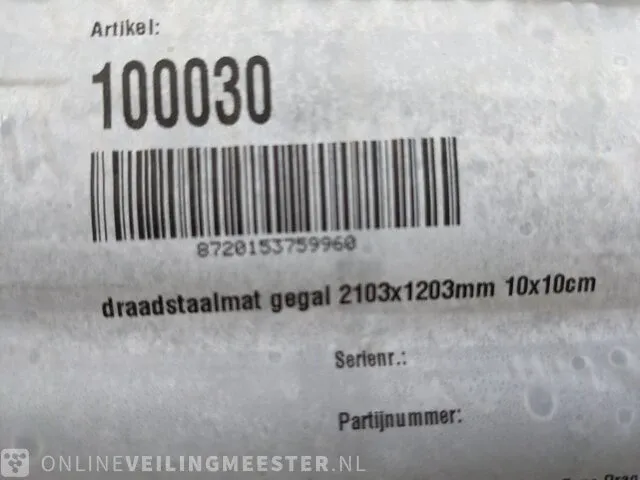 Artikel:
100030
8720153759960
draadstaalmat gegal 2103x1203mm 10x10cm
Serienr.:
Partijnummer:
ONLINEVEILINGMEESTER.NL